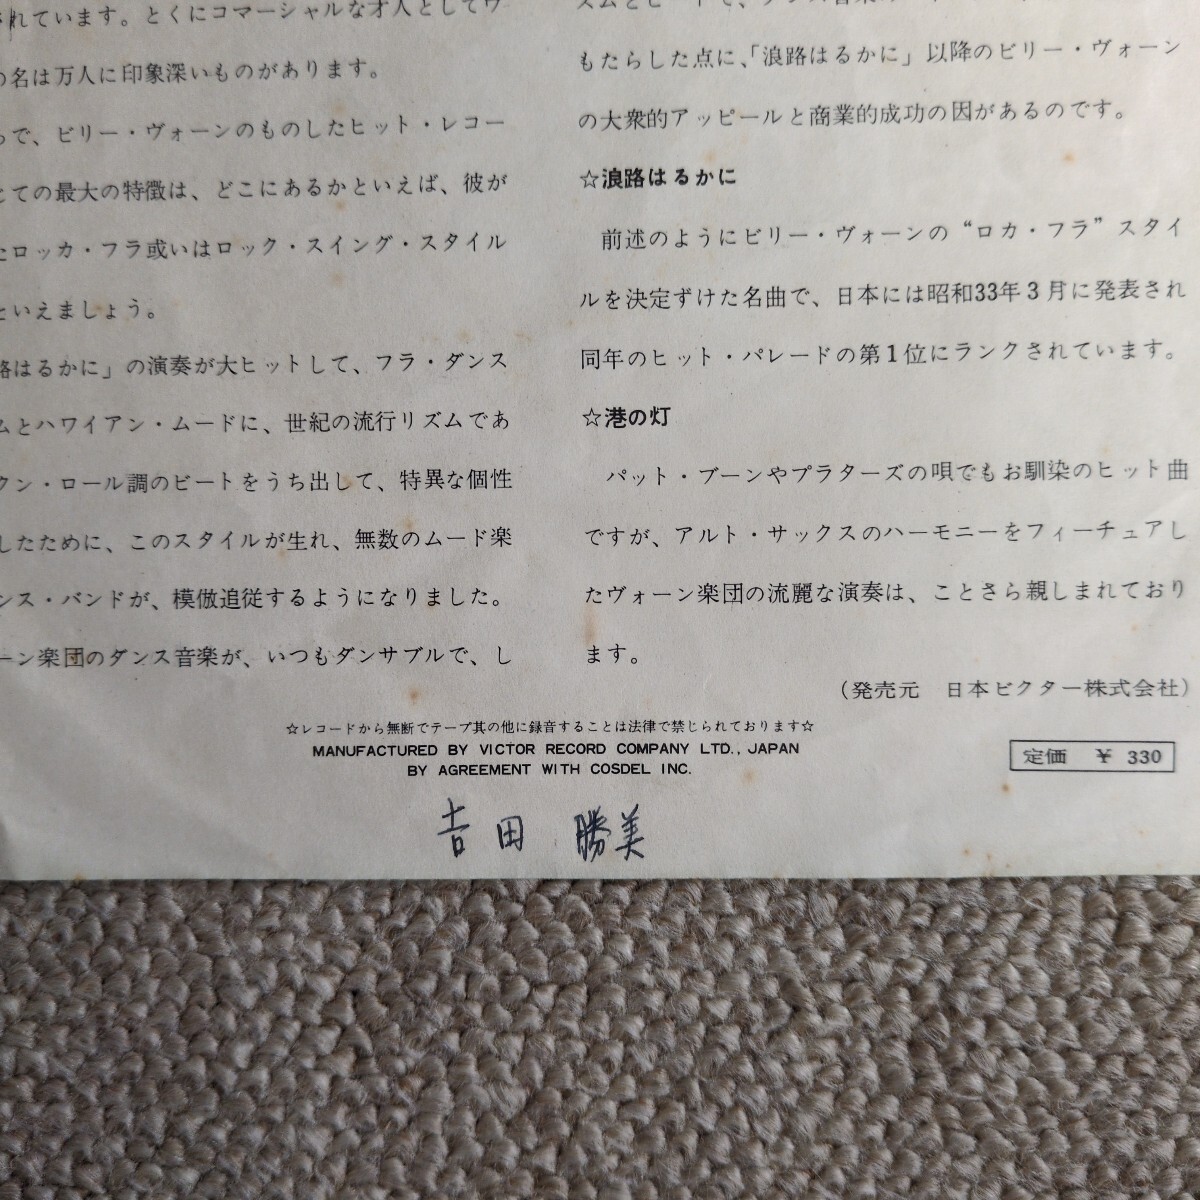 されています。とくにコマーシャルな才人としてヴ
の名は万人に印象深いものがあります。
で、ビリー・ヴォーンのものしたヒット・レコー
ての最大の特徴は、どこにあるかといえば、彼が
たロッカ・フラ或いはロック・スイング・スタイル
といえましょう。
路はるかに」の演奏が大ヒットして、フラ・ダンス
ムとハワイアン・ムードに、世紀の流行リズムであ
クン・ロール調のビートをうち出して、特異な個性
したために、このスタイルが生れ、無数のムード楽
ンス・バンドが、模倣追従するようになりました。
ーン楽団のダンス音楽が、いつもダンサブルで、し
もたらした点に、「浪路はるかに」以降のビリー・ヴォーン
の大衆的アッピールと商業的成功の因があるのです。
☆浪路はるかに
前述のようにビリー・ヴォーンの“ロカ・フラ”スタイ
ルを決定ずけた名曲で、日本には昭和33年3月に発表され
同年のヒット・パレードの第1位にランクされています。
☆港の灯
パット・ブーンやプラターズの唄でもお馴染のヒット曲
ですが、アルト・サックスのハーモニーをフィーチュアし
たヴォーン楽団の流麗な演奏は、ことさら親しまれており
ます。
(発売元　日本ビクター株式会社)
☆レコードから無断でテープ其の他に録音することは法律で禁じられております☆
MANUFACTURED BY VICTOR RECORD COMPANY LTD., JAPAN
BY AGREEMENT WITH COSDEL INC.
定価　￥ 330
吉田　勝美